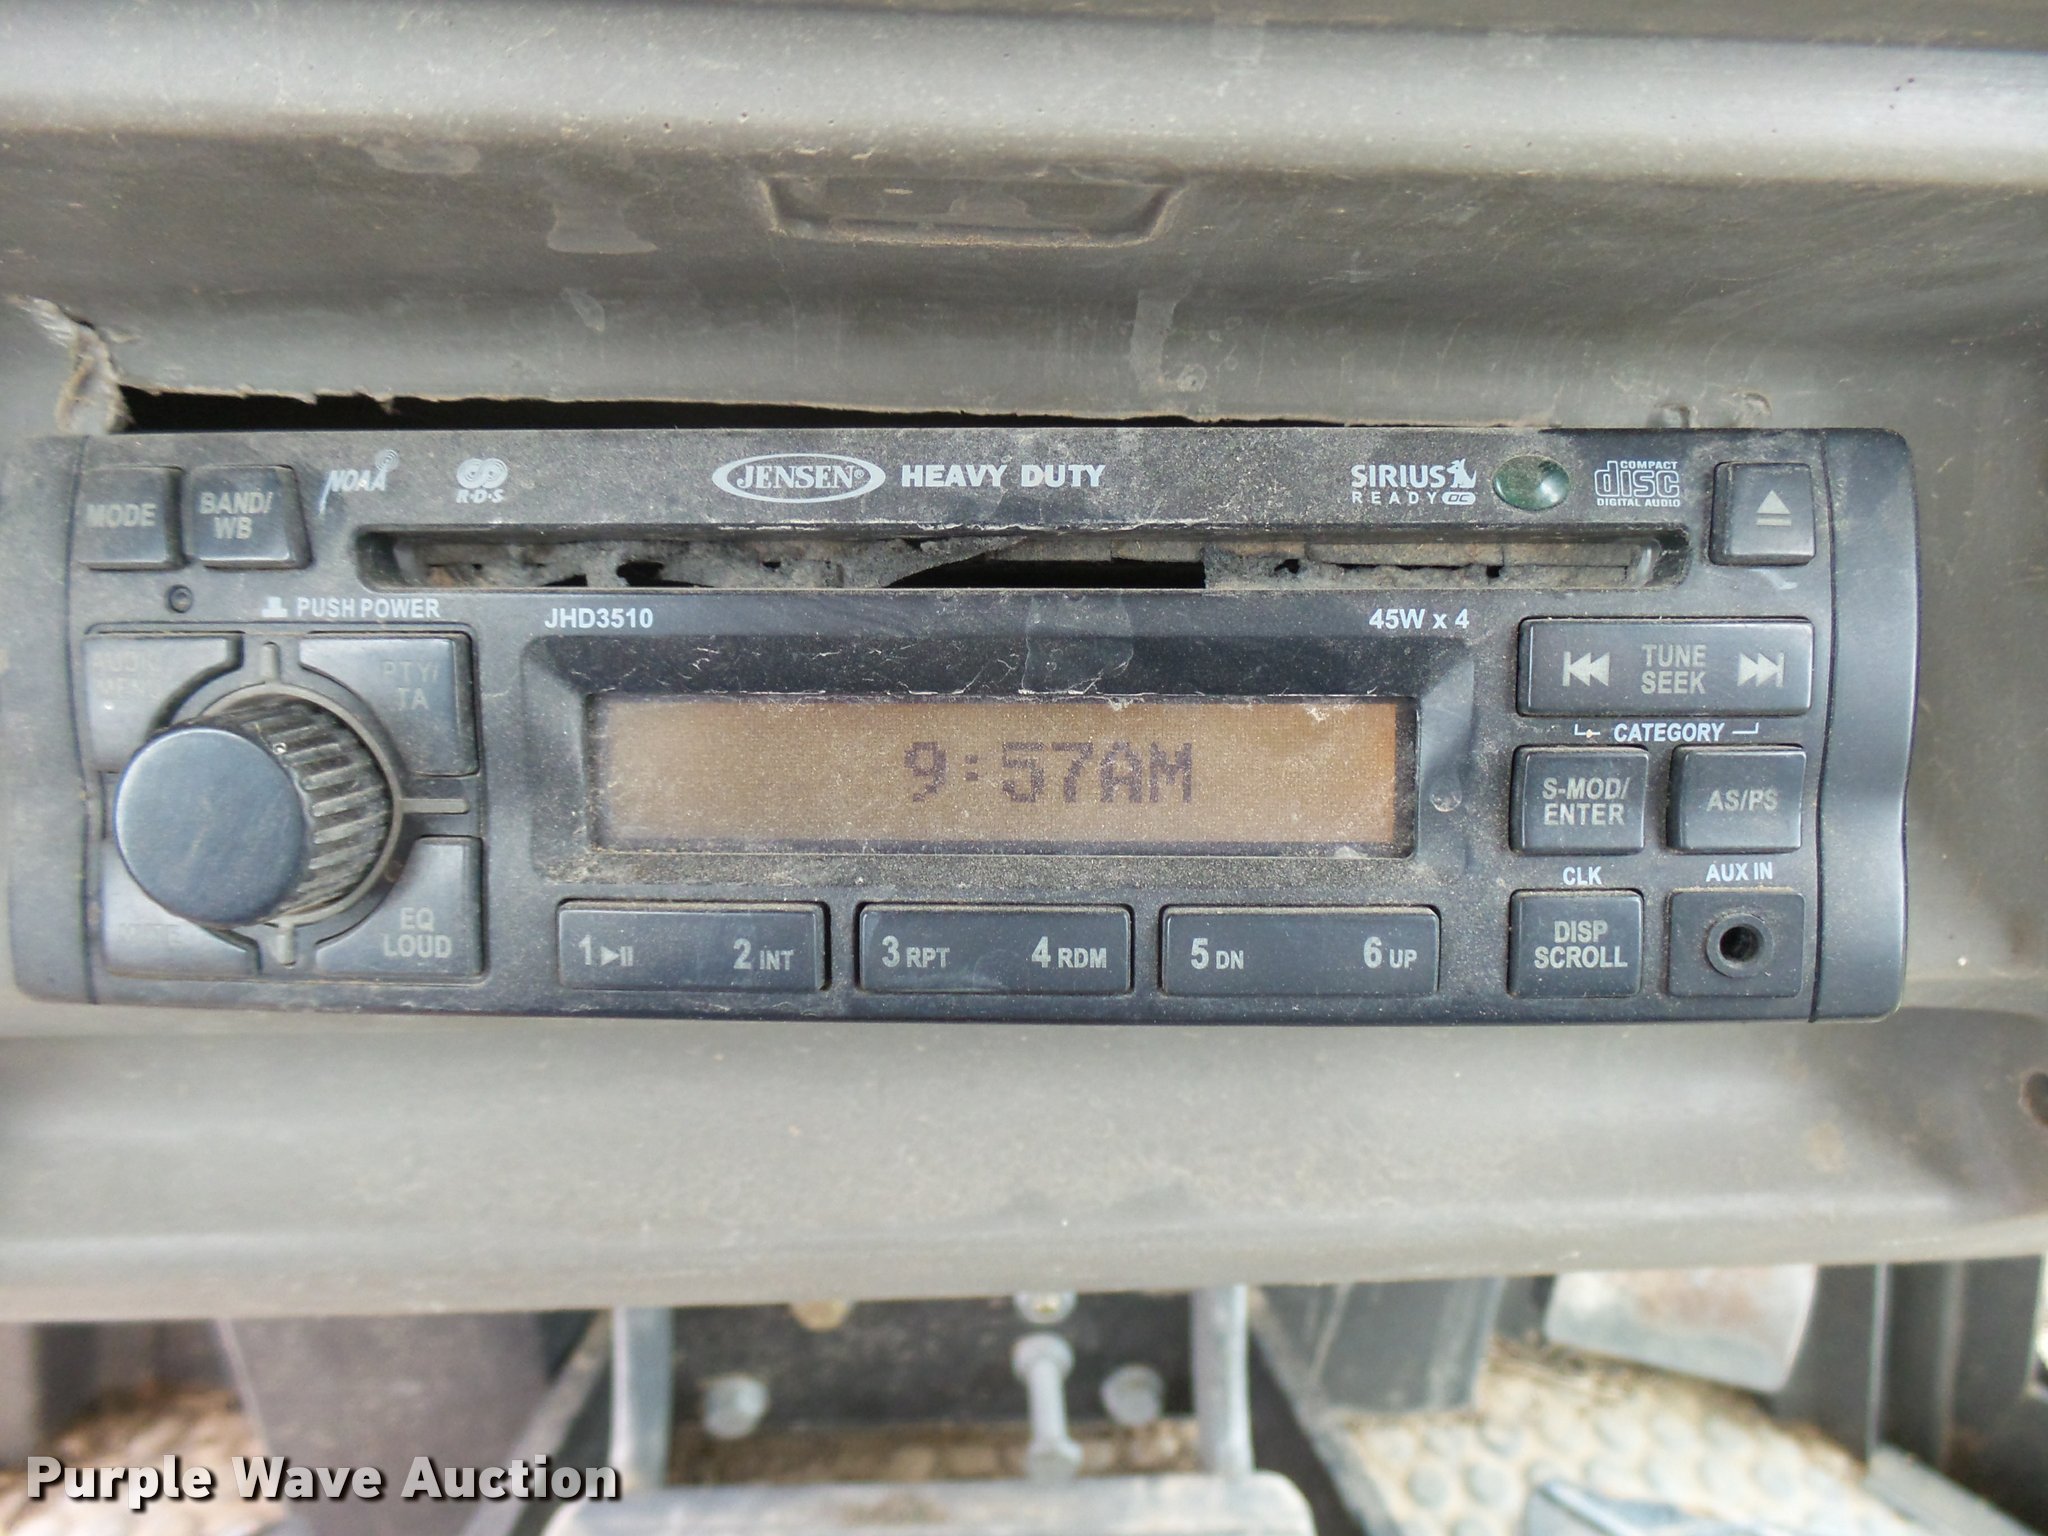 MODE
BAND/
WB
NOAA
R·D·S
JENSEN® HEAVY DUTY
SIRIUS
READY DC
COMPACT
disc
DIGITAL AUDIO
PUSH POWER
JHD3510
45W x 4
PTY/
TA
TUNE
SEEK
CATEGORY
9:57AM
S-MOD/
ENTER
AS/PS
CLK
AUX IN
EQ
LOUD
1
2 INT
3 RPT
4 RDM
5 DN
6 UP
DISP
SCROLL
Purple Wave Auction